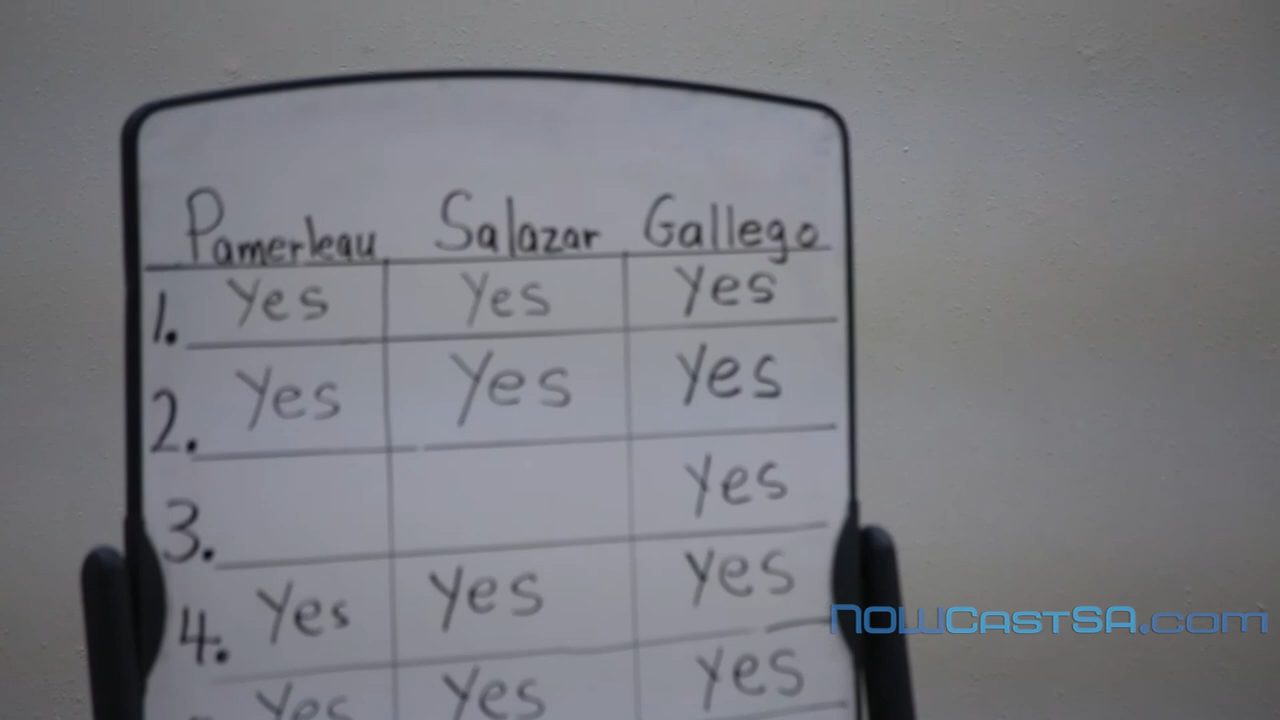 Pamerleau Salazar Gallego
1. Yes Yes Yes
2. Yes Yes Yes
3. Yes
4. Yes Yes Yes
Yes Yes Yes
NOWCastSA.com